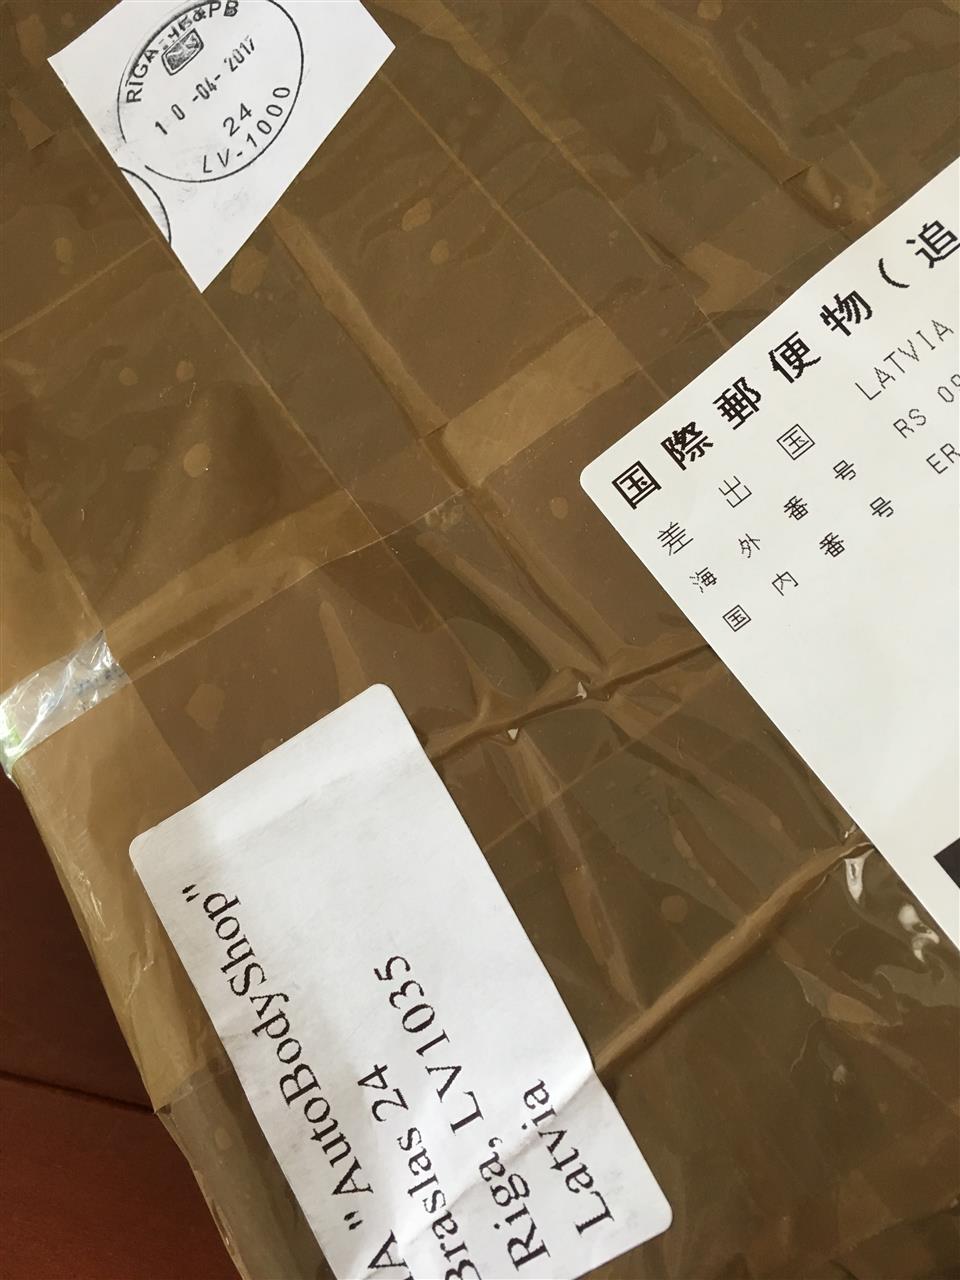 RIGA
10-04-2017
24
LV-1000
国際郵便物(追
差出国 LATVIA
海外番号 RS 09
国内番号 ER
"AutoBodyShop"
Braslas 24
Riga, LV1035
Latvia